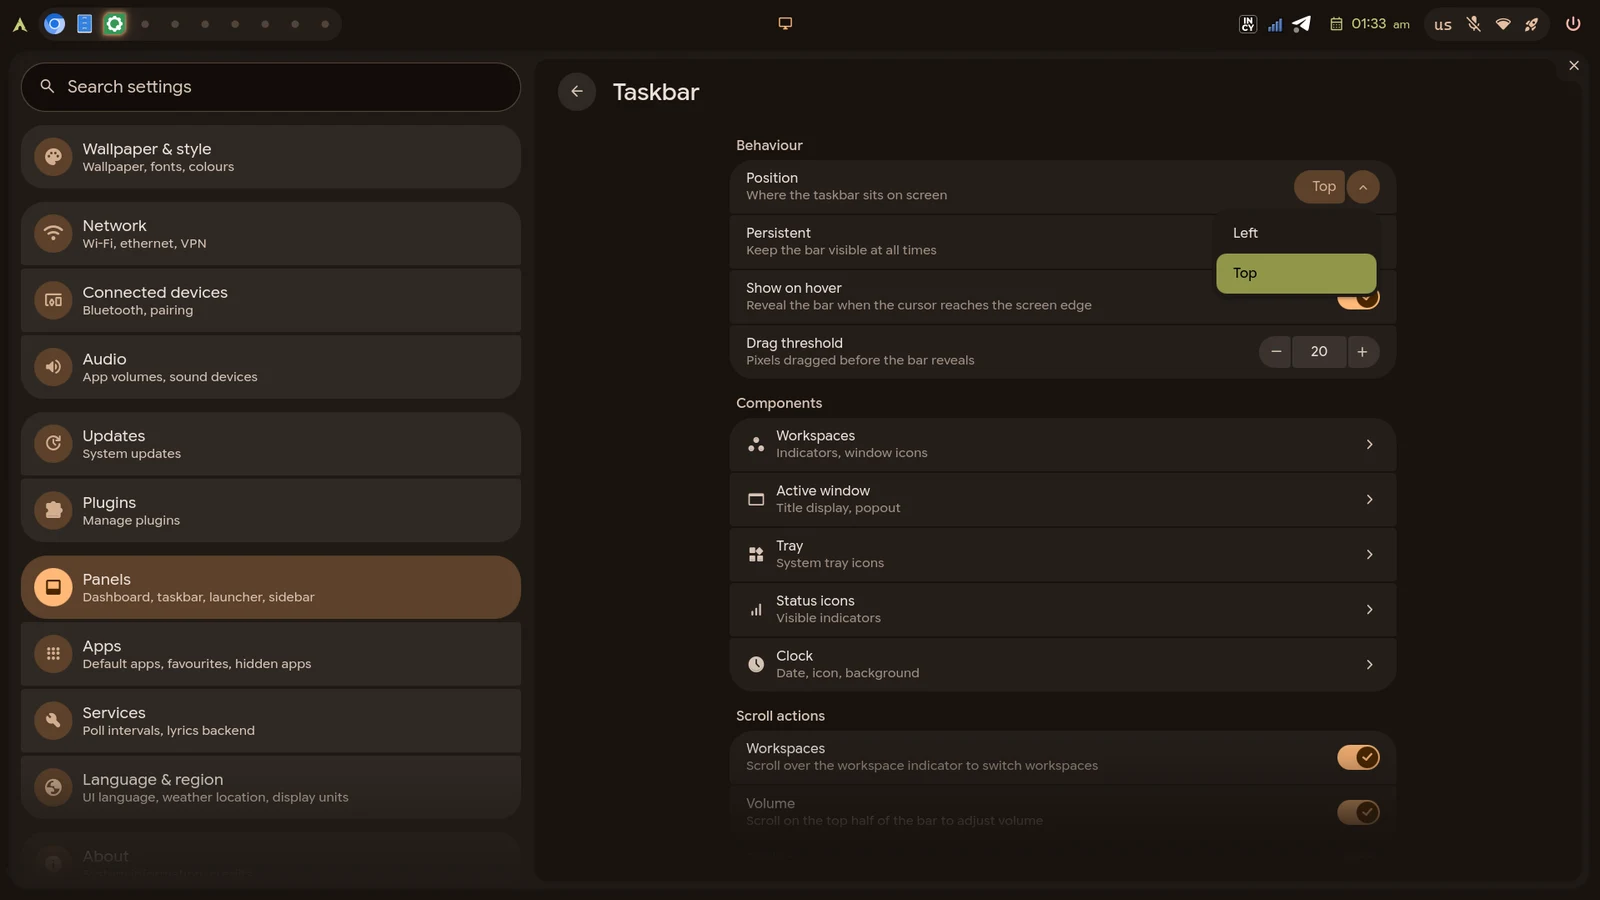 IN
CY
01:33 am
us
Search settings
Wallpaper & style
Wallpaper, fonts, colours
Network
Wi-Fi, ethernet, VPN
Connected devices
Bluetooth, pairing
Audio
App volumes, sound devices
Updates
System updates
Plugins
Manage plugins
Panels
Dashboard, taskbar, launcher, sidebar
Apps
Default apps, favourites, hidden apps
Services
Poll intervals, lyrics backend
Language & region
UI language, weather location, display units
About
Taskbar
Behaviour
Position
Where the taskbar sits on screen
Top
Left
Top
Persistent
Keep the bar visible at all times
Show on hover
Reveal the bar when the cursor reaches the screen edge
Drag threshold
Pixels dragged before the bar reveals
20
Components
Workspaces
Indicators, window icons
Active window
Title display, popout
Tray
System tray icons
Status icons
Visible indicators
Clock
Date, icon, background
Scroll actions
Workspaces
Scroll over the workspace indicator to switch workspaces
Volume
Scroll on the top half of the bar to adjust volume